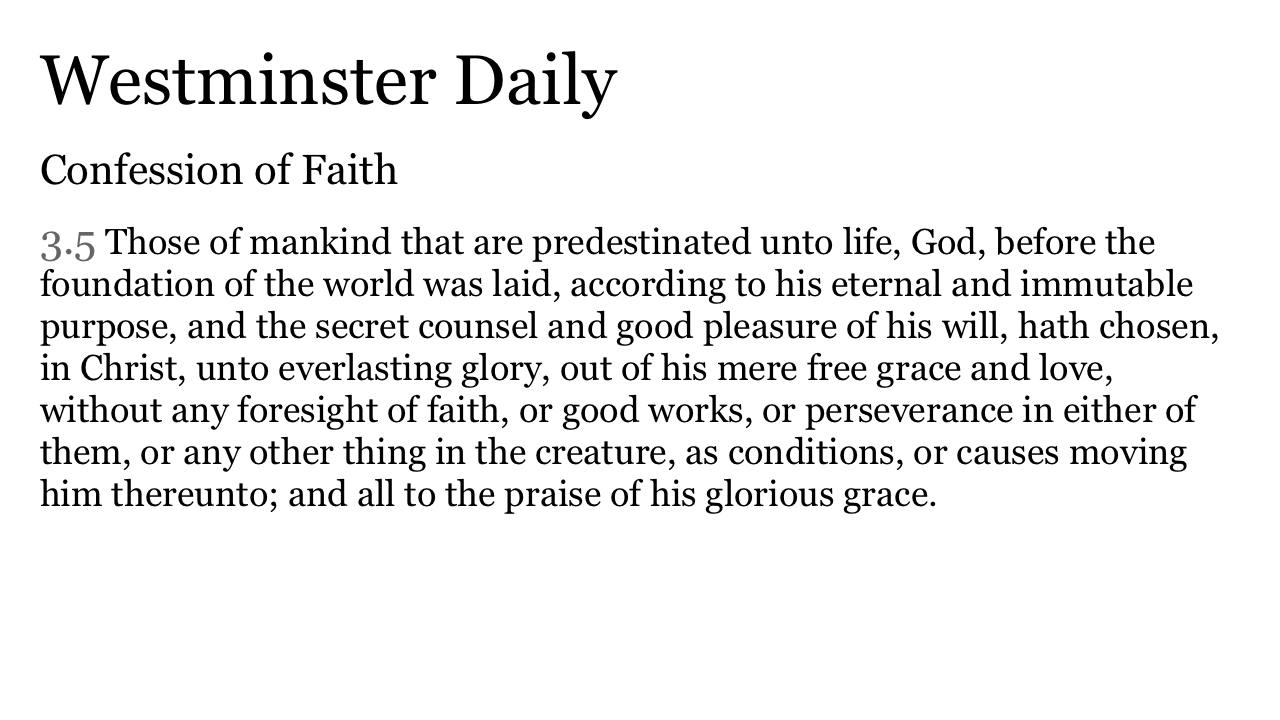 Westminster Daily
Confession of Faith
3.5 Those of mankind that are predestinated unto life, God, before the
foundation of the world was laid, according to his eternal and immutable
purpose, and the secret counsel and good pleasure of his will, hath chosen,
in Christ, unto everlasting glory, out of his mere free grace and love,
without any foresight of faith, or good works, or perseverance in either of
them, or any other thing in the creature, as conditions, or causes moving
him thereunto; and all to the praise of his glorious grace.